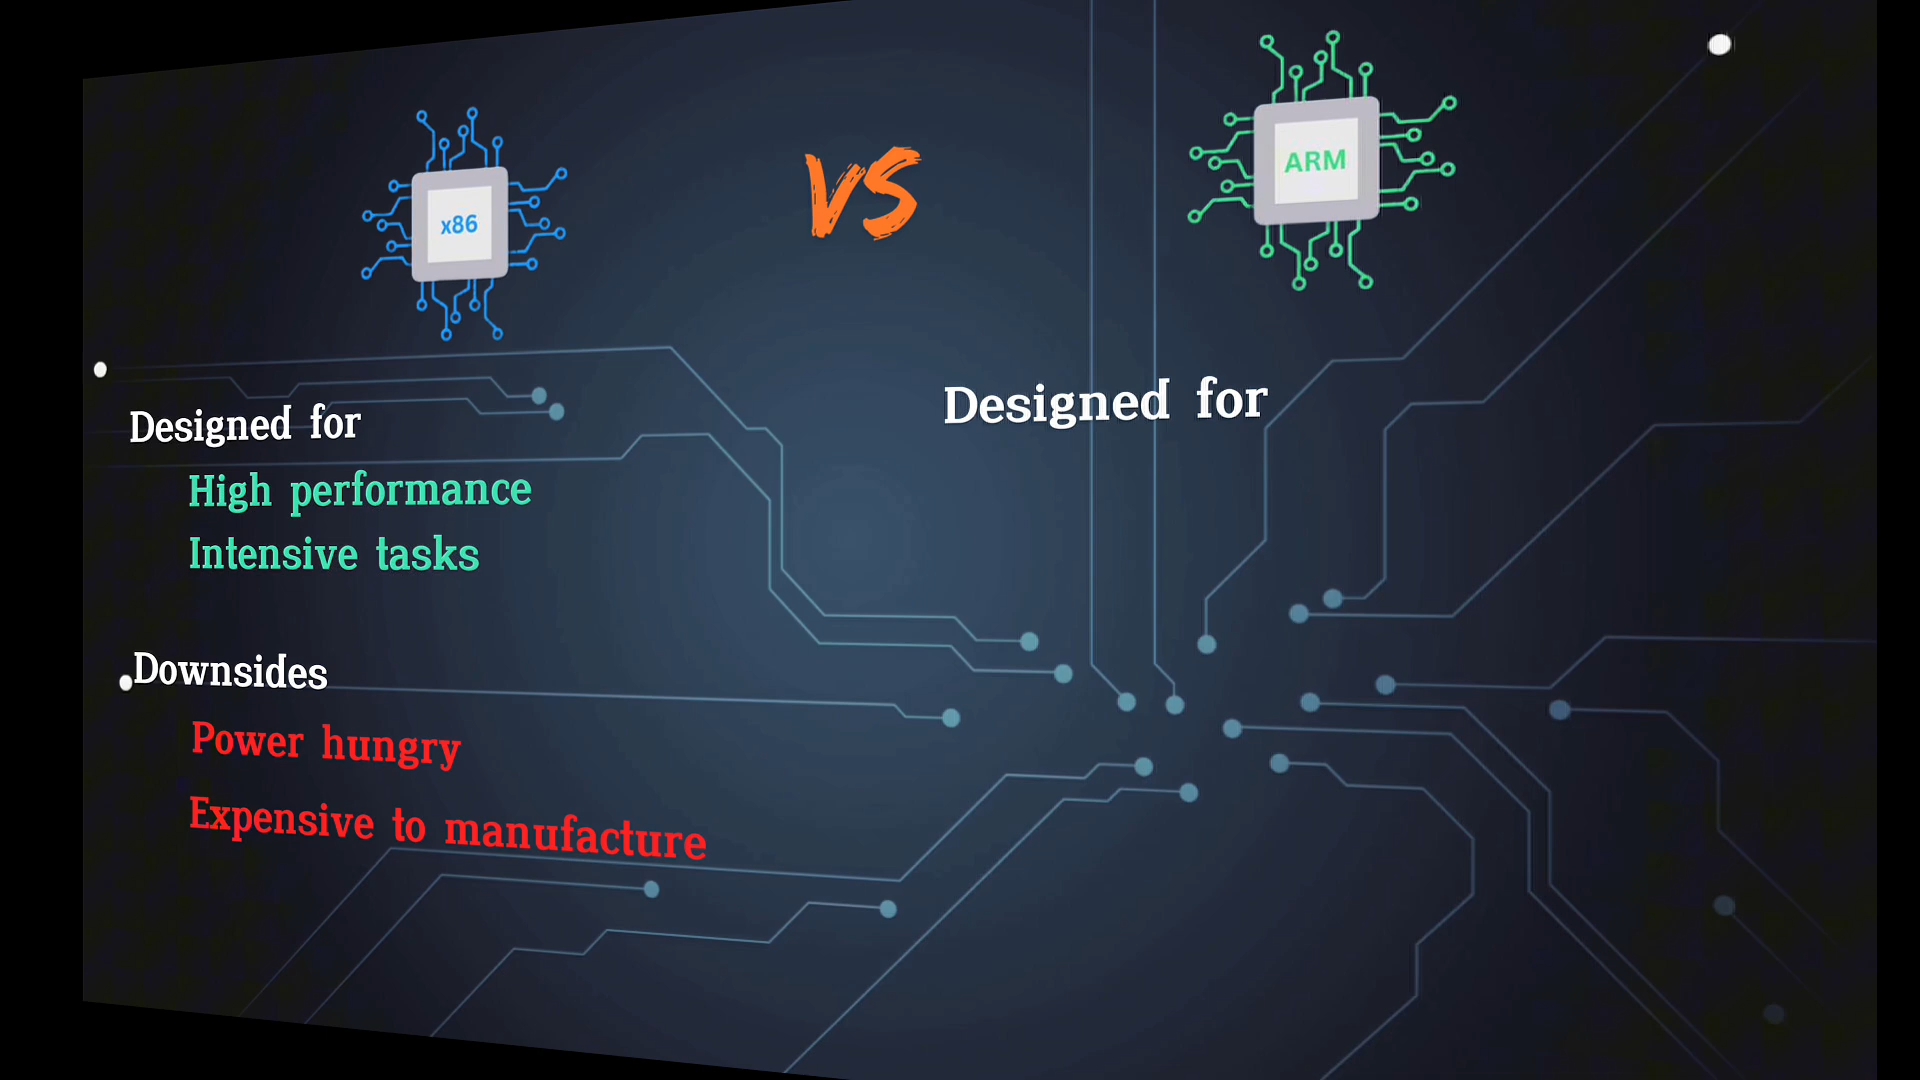 x86
VS
ARM
Designed for
High performance
Intensive tasks
Downsides
Power hungry
Expensive to manufacture
Designed for